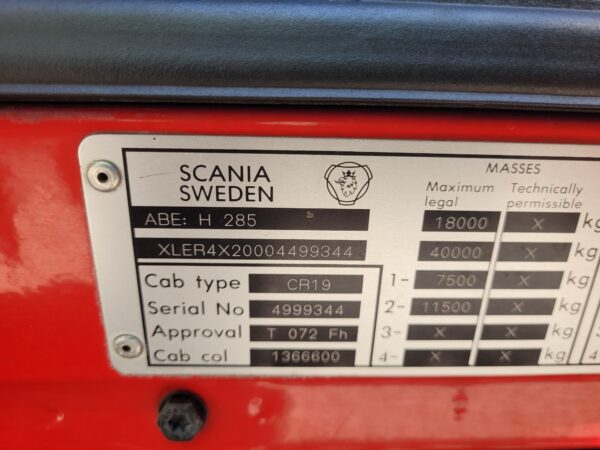 SCANIA
SWEDEN
ABE: H 285
XLER4X20004499344
Cab type CR19
Serial No 4999344
Approval T 072 Fh
Cab col 1366600
MASSES
Maximum legal
Technically permissible
18000 X kg
40000 X kg
1- 7500 X kg
2- 11500 X kg
3- X X kg
4- X X kg